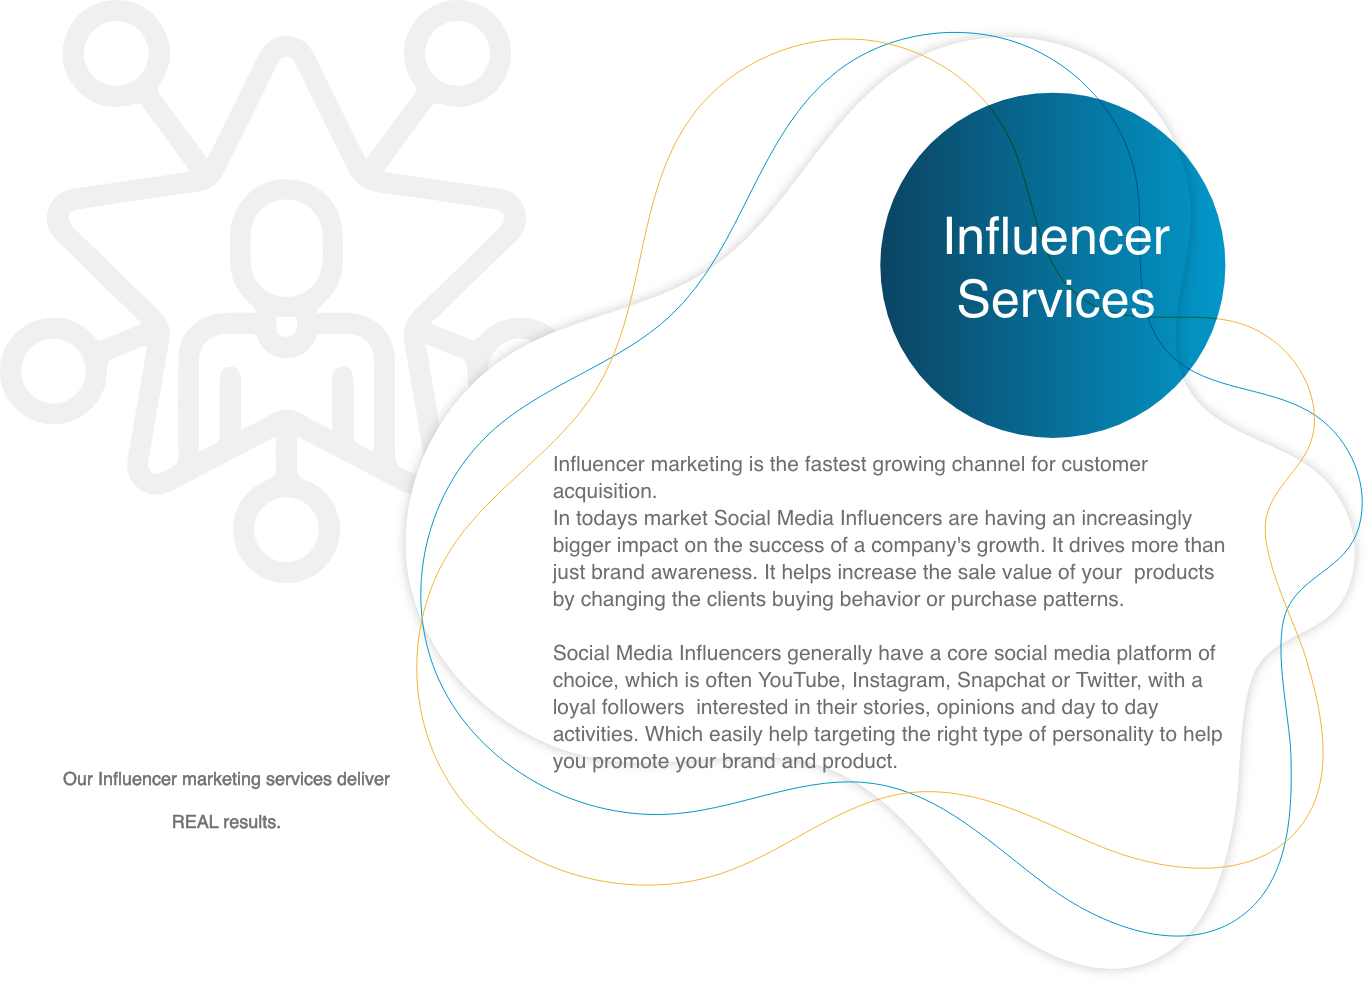 Influencer
Services
Influencer marketing is the fastest growing channel for customer
acquisition.
In todays market Social Media Influencers are having an increasingly
bigger impact on the success of a company's growth. It drives more than
just brand awareness. It helps increase the sale value of your  products
by changing the clients buying behavior or purchase patterns.
Social Media Influencers generally have a core social media platform of
choice, which is often YouTube, Instagram, Snapchat or Twitter, with a
loyal followers  interested in their stories, opinions and day to day
activities. Which easily help targeting the right type of personality to help
you promote your brand and product.
Our Influencer marketing services deliver
REAL results.